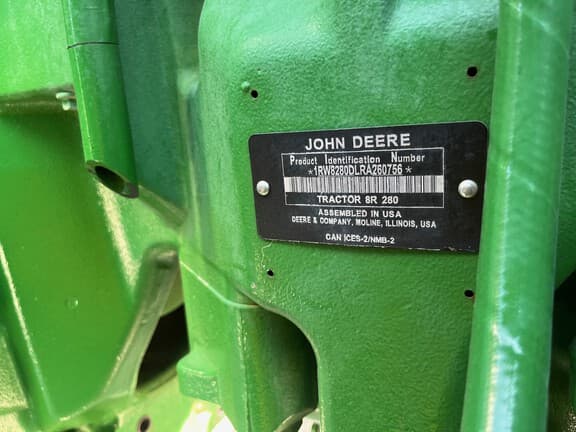 JOHN DEERE
Product Identification Number
*1RW8280DLRA260756*
TRACTOR 8R 280
ASSEMBLED IN USA
DEERE & COMPANY, MOLINE, ILLINOIS, USA
CAN ICES-2/NMB-2